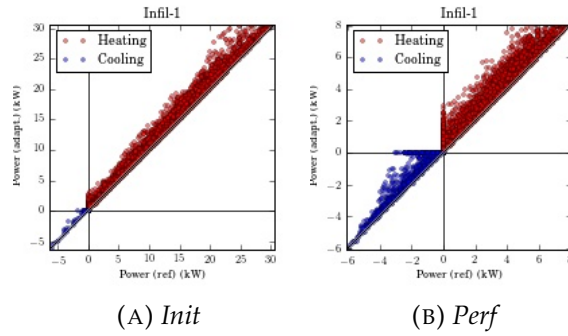 Infil-1
Power (adapt.) (kW)
30
25
20
15
10
5
0
−5
Heating
Cooling
−5 0 5 10 15 20 25 30
Power (ref) (kW)
(A) Init
Infil-1
Power (adapt.) (kW)
8
6
4
2
0
−2
−4
−6
Heating
Cooling
−6 −4 −2 0 2 4 6 8
Power (ref) (kW)
(B) Perf